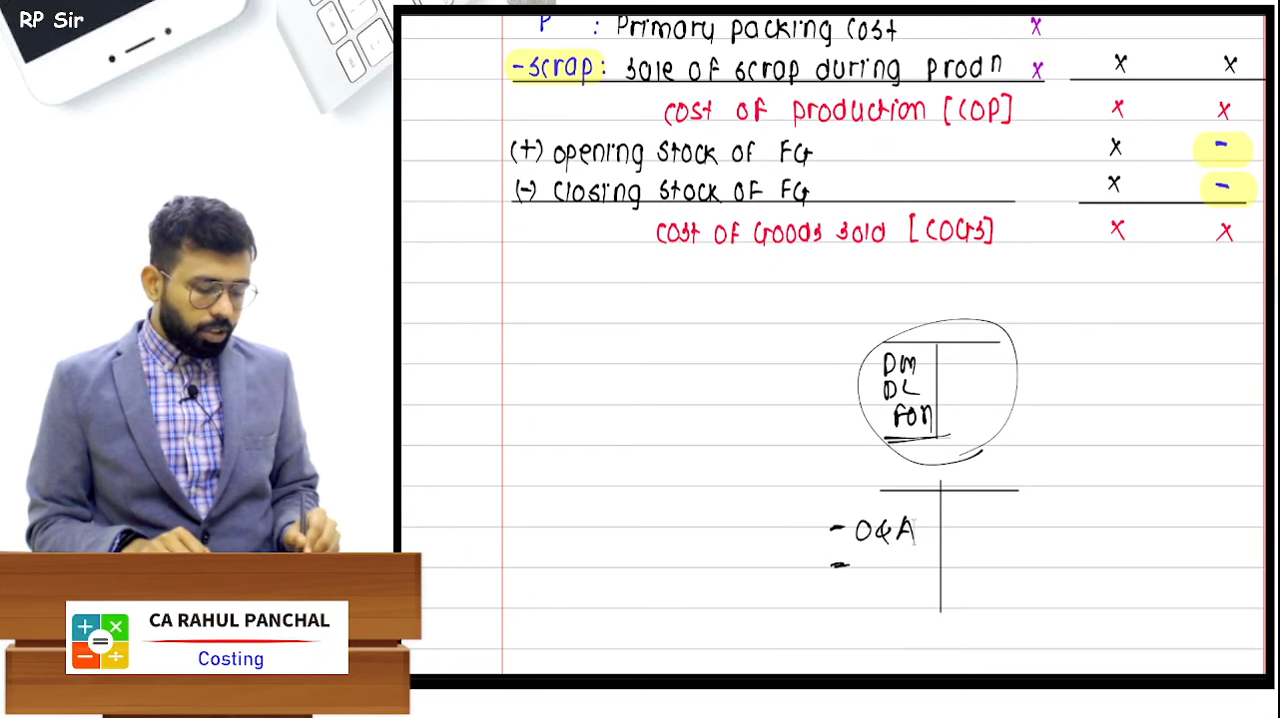 RP Sir
P : Primary packing cost x
-scrap: sale of scrap during prodn x x x
cost of production [COP] x x
(+) opening stock of FG x -
(-) closing stock of FG x -
cost of Goods sold [COGS] x x
DM
DL
FOH
- O&A
-
CA RAHUL PANCHAL
Costing